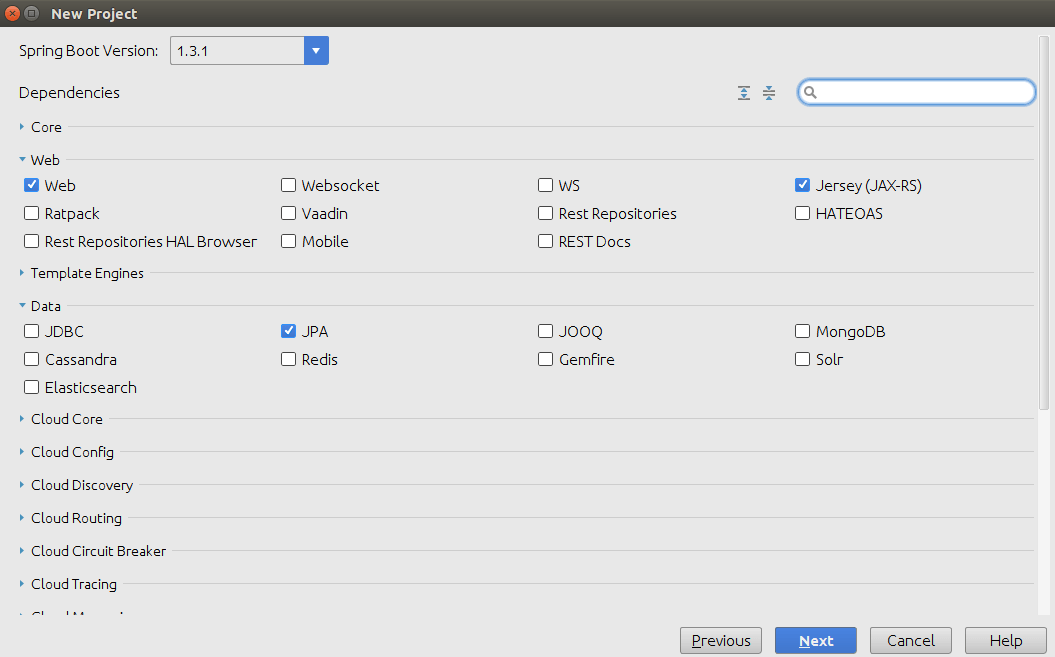 New Project
Spring Boot Version: 1.3.1
Dependencies
Core
Web
Web Websocket WS Jersey (JAX-RS)
Ratpack Vaadin Rest Repositories HATEOAS
Rest Repositories HAL Browser Mobile REST Docs
Template Engines
Data
JDBC JPA JOOQ MongoDB
Cassandra Redis Gemfire Solr
Elasticsearch
Cloud Core
Cloud Config
Cloud Discovery
Cloud Routing
Cloud Circuit Breaker
Cloud Tracing
Cloud
Previous Next Cancel Help